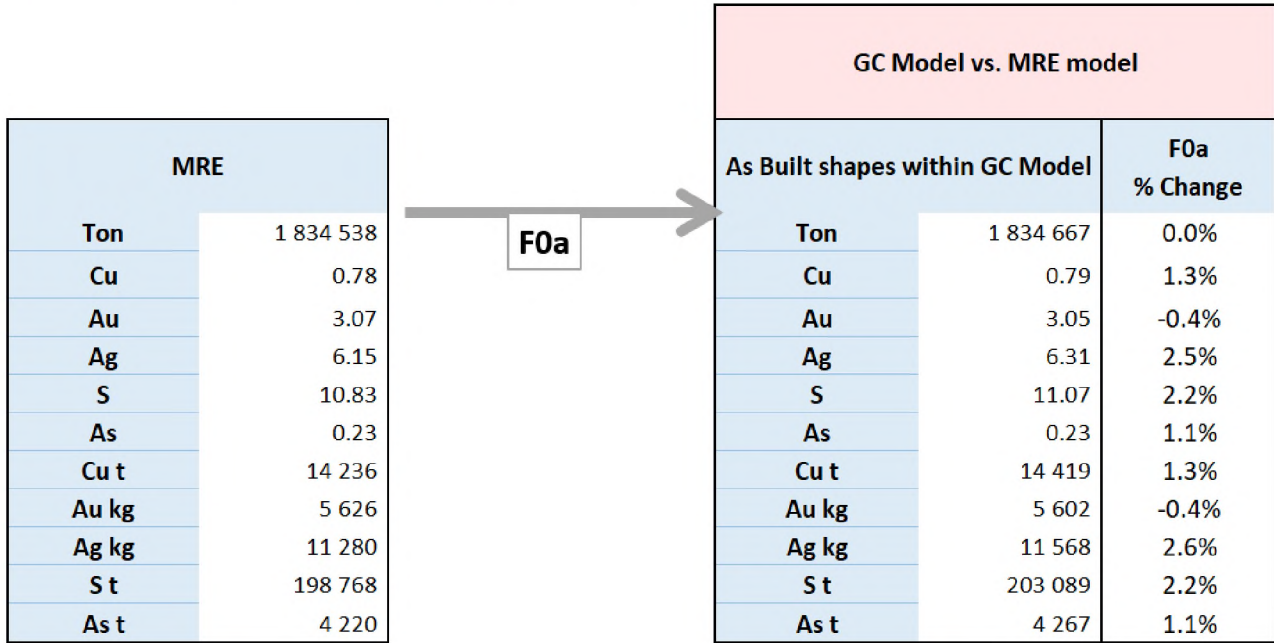 GC Model vs. MRE model
MRE
Ton 1 834 538
Cu 0.78
Au 3.07
Ag 6.15
S 10.83
As 0.23
Cu t 14 236
Au kg 5 626
Ag kg 11 280
S t 198 768
As t 4 220
F0a
As Built shapes within GC Model
F0a
% Change
Ton 1 834 667 0.0%
Cu 0.79 1.3%
Au 3.05 -0.4%
Ag 6.31 2.5%
S 11.07 2.2%
As 0.23 1.1%
Cu t 14 419 1.3%
Au kg 5 602 -0.4%
Ag kg 11 568 2.6%
S t 203 089 2.2%
As t 4 267 1.1%